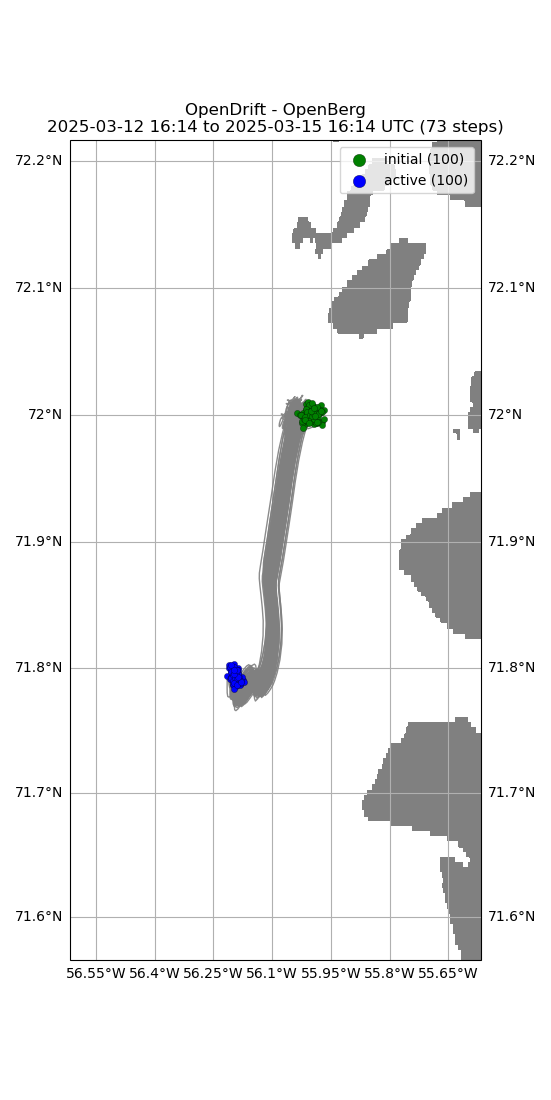 OpenDrift - OpenBerg
2025-03-12 16:14 to 2025-03-15 16:14 UTC (73 steps)
initial (100)
active (100)
72.2°N 72.2°N
72.1°N 72.1°N
72°N 72°N
71.9°N 71.9°N
71.8°N 71.8°N
71.7°N 71.7°N
71.6°N 71.6°N
56.55°W 56.4°W 56.25°W 56.1°W 55.95°W 55.8°W 55.65°W